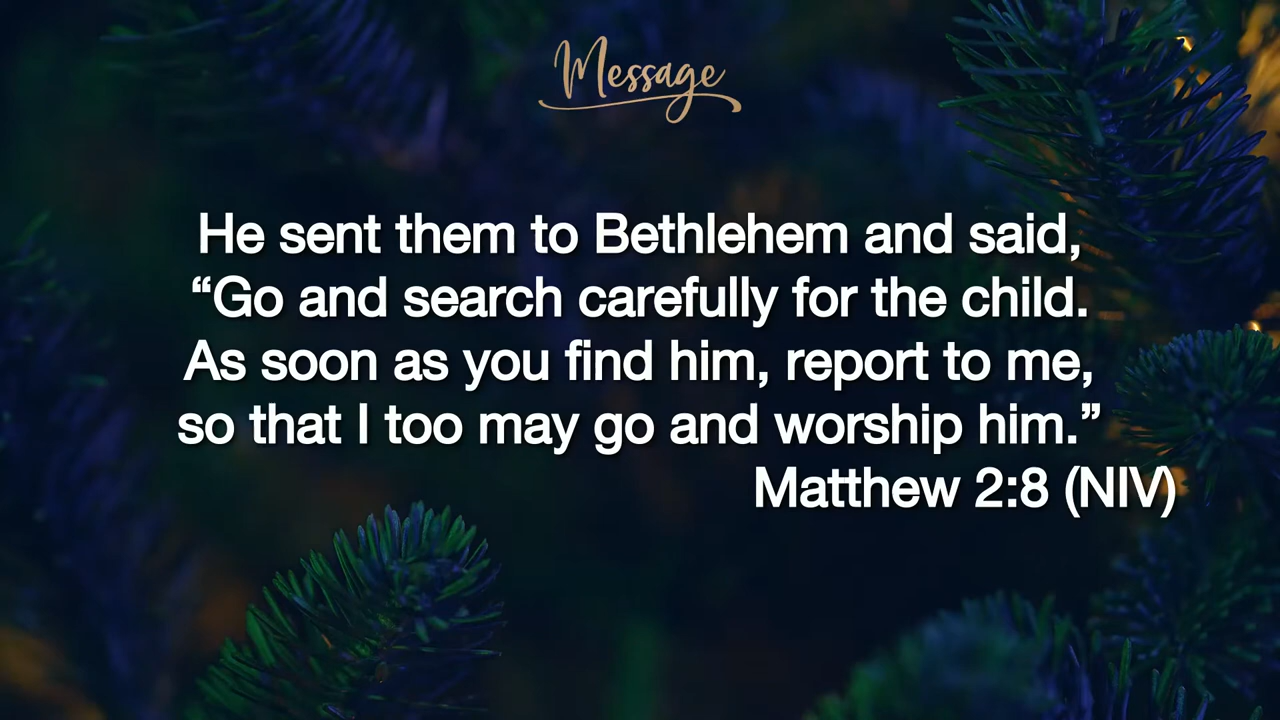 Message
He sent them to Bethlehem and said,
“Go and search carefully for the child.
As soon as you find him, report to me,
so that I too may go and worship him.”
Matthew 2:8 (NIV)